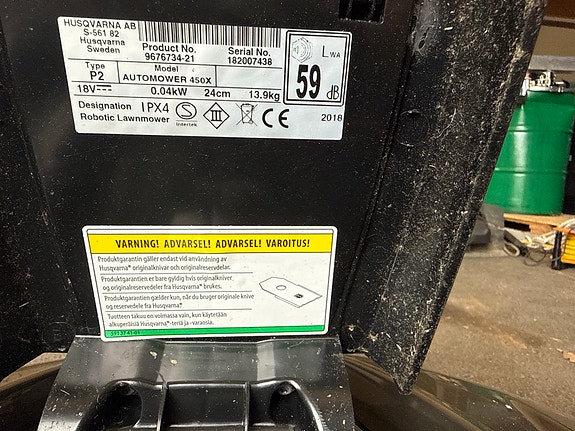 HUSQVARNA AB
S-561 82
Huskvarna
Sweden
Product No.
9676734-21
Serial No.
182007438
Type
P2
Model
AUTOMOWER 450X
LWA
59
dB
18V 0.04kW 24cm 13.9kg
Designation IPX4
Robotic Lawnmower
S
Intertek
III
CE
2018
VARNING! ADVARSEL! ADVARSEL! VAROITUS!
Produktgarantin gäller endast vid användning av
Husqvarna® originalknivar och originalreservdelar.
Produktgarantien er bare gyldig hvis originalkniver
og originalreservedeler fra Husqvarna® brukes.
Produktgarantien gælder kun, når du bruger originale knive
og reservedele fra Husqvarna®.
Tuotteen takuu on voimassa vain, kun käytetään
alkuperäisiä Husqvarna®-teriä ja -varaosia.